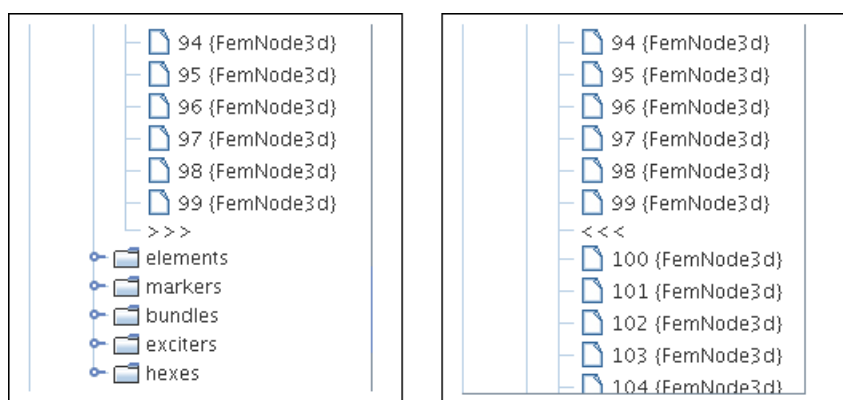 94 {FemNode3d}
95 {FemNode3d}
96 {FemNode3d}
97 {FemNode3d}
98 {FemNode3d}
99 {FemNode3d}
>>>
elements
markers
bundles
exciters
hexes
94 {FemNode3d}
95 {FemNode3d}
96 {FemNode3d}
97 {FemNode3d}
98 {FemNode3d}
99 {FemNode3d}
<<<
100 {FemNode3d}
101 {FemNode3d}
102 {FemNode3d}
103 {FemNode3d}
104 {FemNode3d}